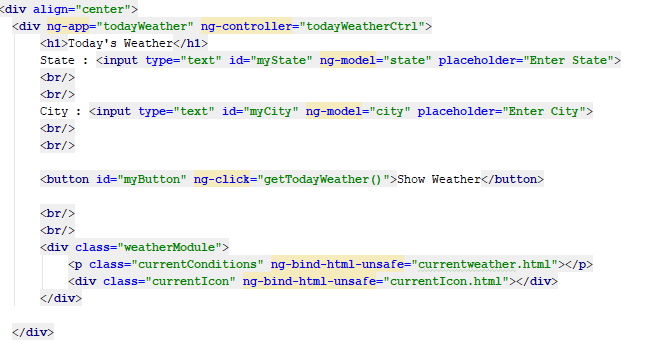 <div align="center">
<div ng-app="todayWeather" ng-controller="todayWeatherCtrl">
<h1>Today's Weather</h1>
State : <input type="text" id="myState" ng-model="state" placeholder="Enter State">
<br/>
<br/>
City : <input type="text" id="myCity" ng-model="city" placeholder="Enter City">
<br/>
<br/>
<button id="myButton" ng-click="getTodayWeather()">Show Weather</button>
<br/>
<br/>
<div class="weatherModule">
<p class="currentConditions" ng-bind-html-unsafe="currentweather.html"></p>
<div class="currentIcon" ng-bind-html-unsafe="currentIcon.html"></div>
</div>
</div>